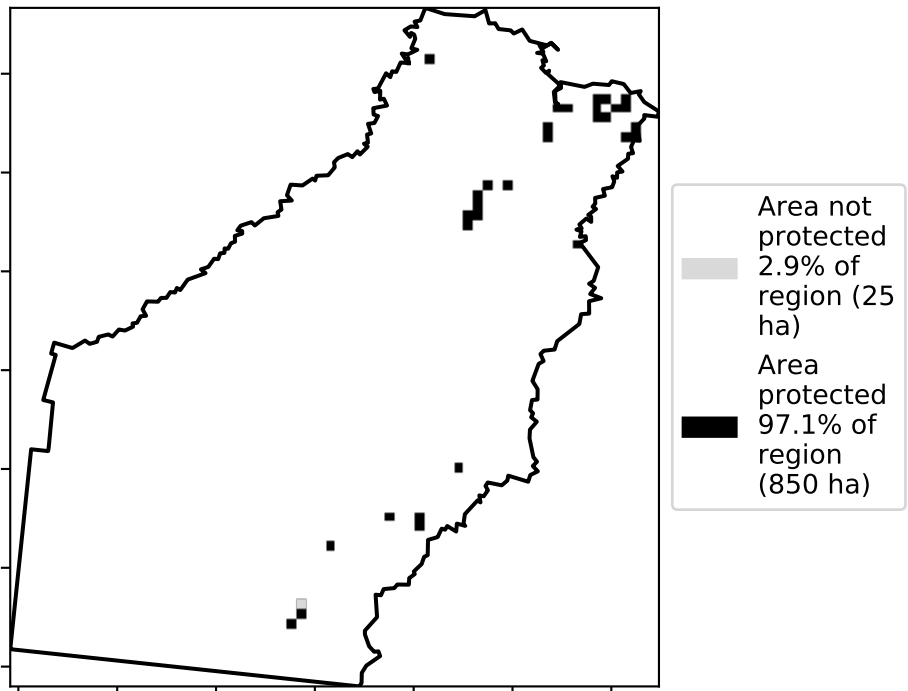 Area not
protected
2.9% of
region (25
ha)
Area
protected
97.1% of
region
(850 ha)